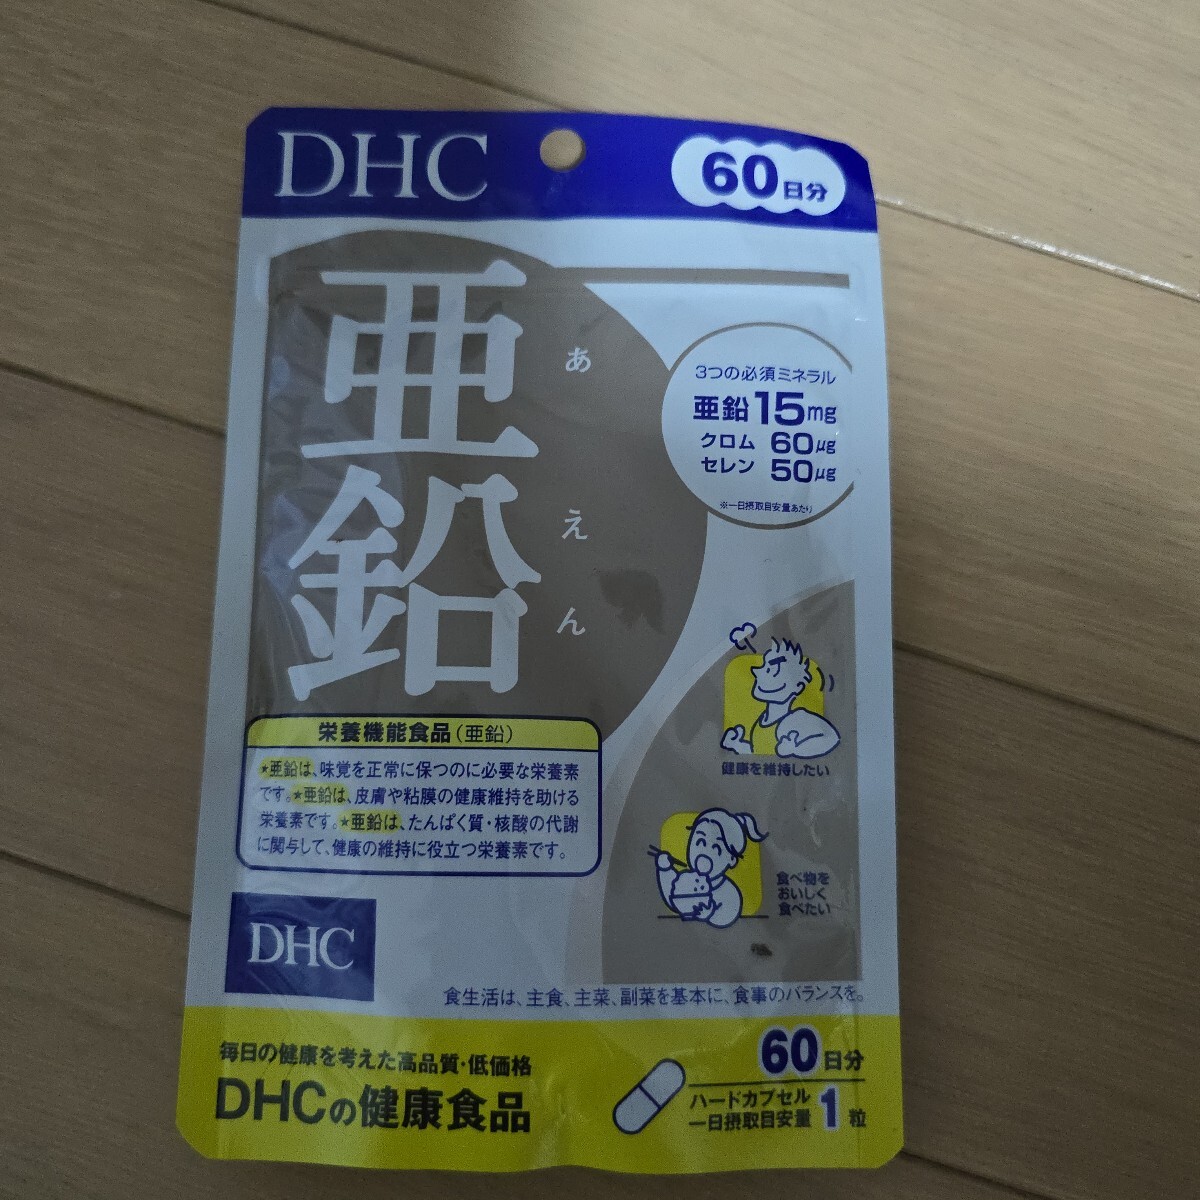 DHC
60日分
亜鉛
あえん
3つの必須ミネラル
亜鉛15mg
クロム 60μg
セレン 50μg
※一日摂取目安量あたり
健康を維持したい
食べ物を
おいしく
食べたい
栄養機能食品(亜鉛)
★亜鉛は、味覚を正常に保つのに必要な栄養素
です。★亜鉛は、皮膚や粘膜の健康維持を助ける
栄養素です。★亜鉛は、たんぱく質・核酸の代謝
に関与して、健康の維持に役立つ栄養素です。
DHC
食生活は、主食、主菜、副菜を基本に、食事のバランスを。
毎日の健康を考えた高品質・低価格
DHCの健康食品
60日分
ハードカプセル
一日摂取目安量 1粒